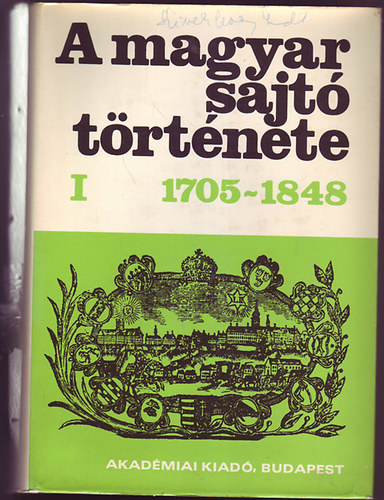 A magyar
sajtó
története
I 1705-1848
AKADÉMIAI KIADÓ, BUDAPEST